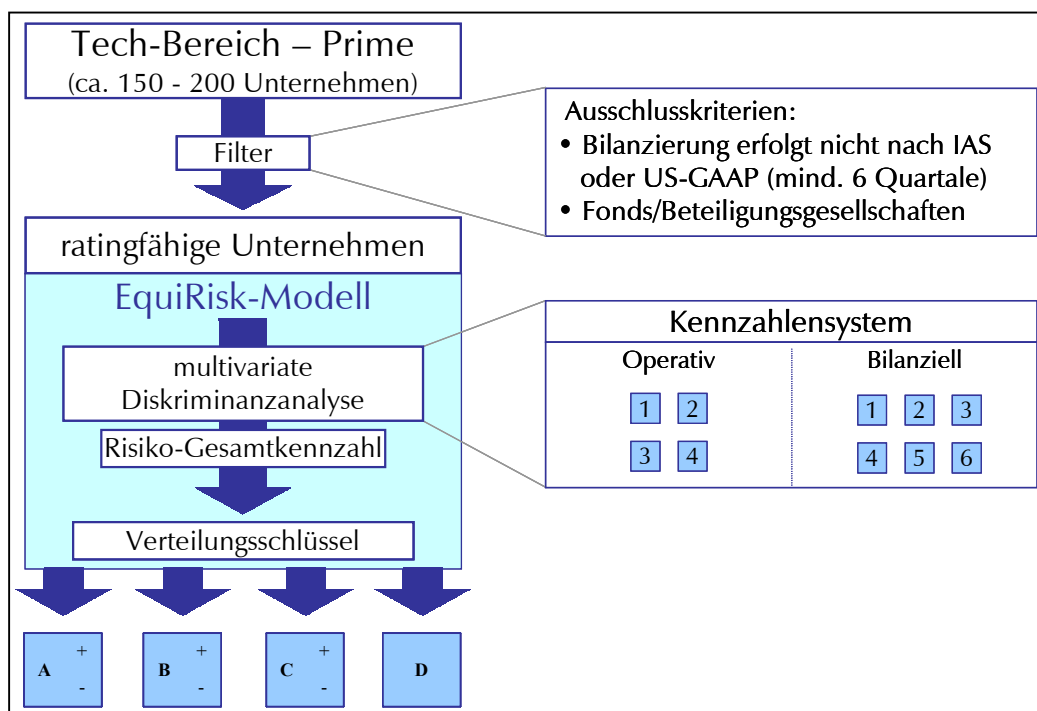 Tech-Bereich – Prime
(ca. 150 - 200 Unternehmen)
Filter
Ausschlusskriterien:
• Bilanzierung erfolgt nicht nach IAS
oder US-GAAP (mind. 6 Quartale)
• Fonds/Beteiligungsgesellschaften
ratingfähige Unternehmen
EquiRisk-Modell
multivariate
Diskriminanzanalyse
Risiko-Gesamtkennzahl
Verteilungsschlüssel
Kennzahlensystem
Operativ
Bilanziell
1 2
3 4
1 2 3
4 5 6
A + -
B + -
C + -
D